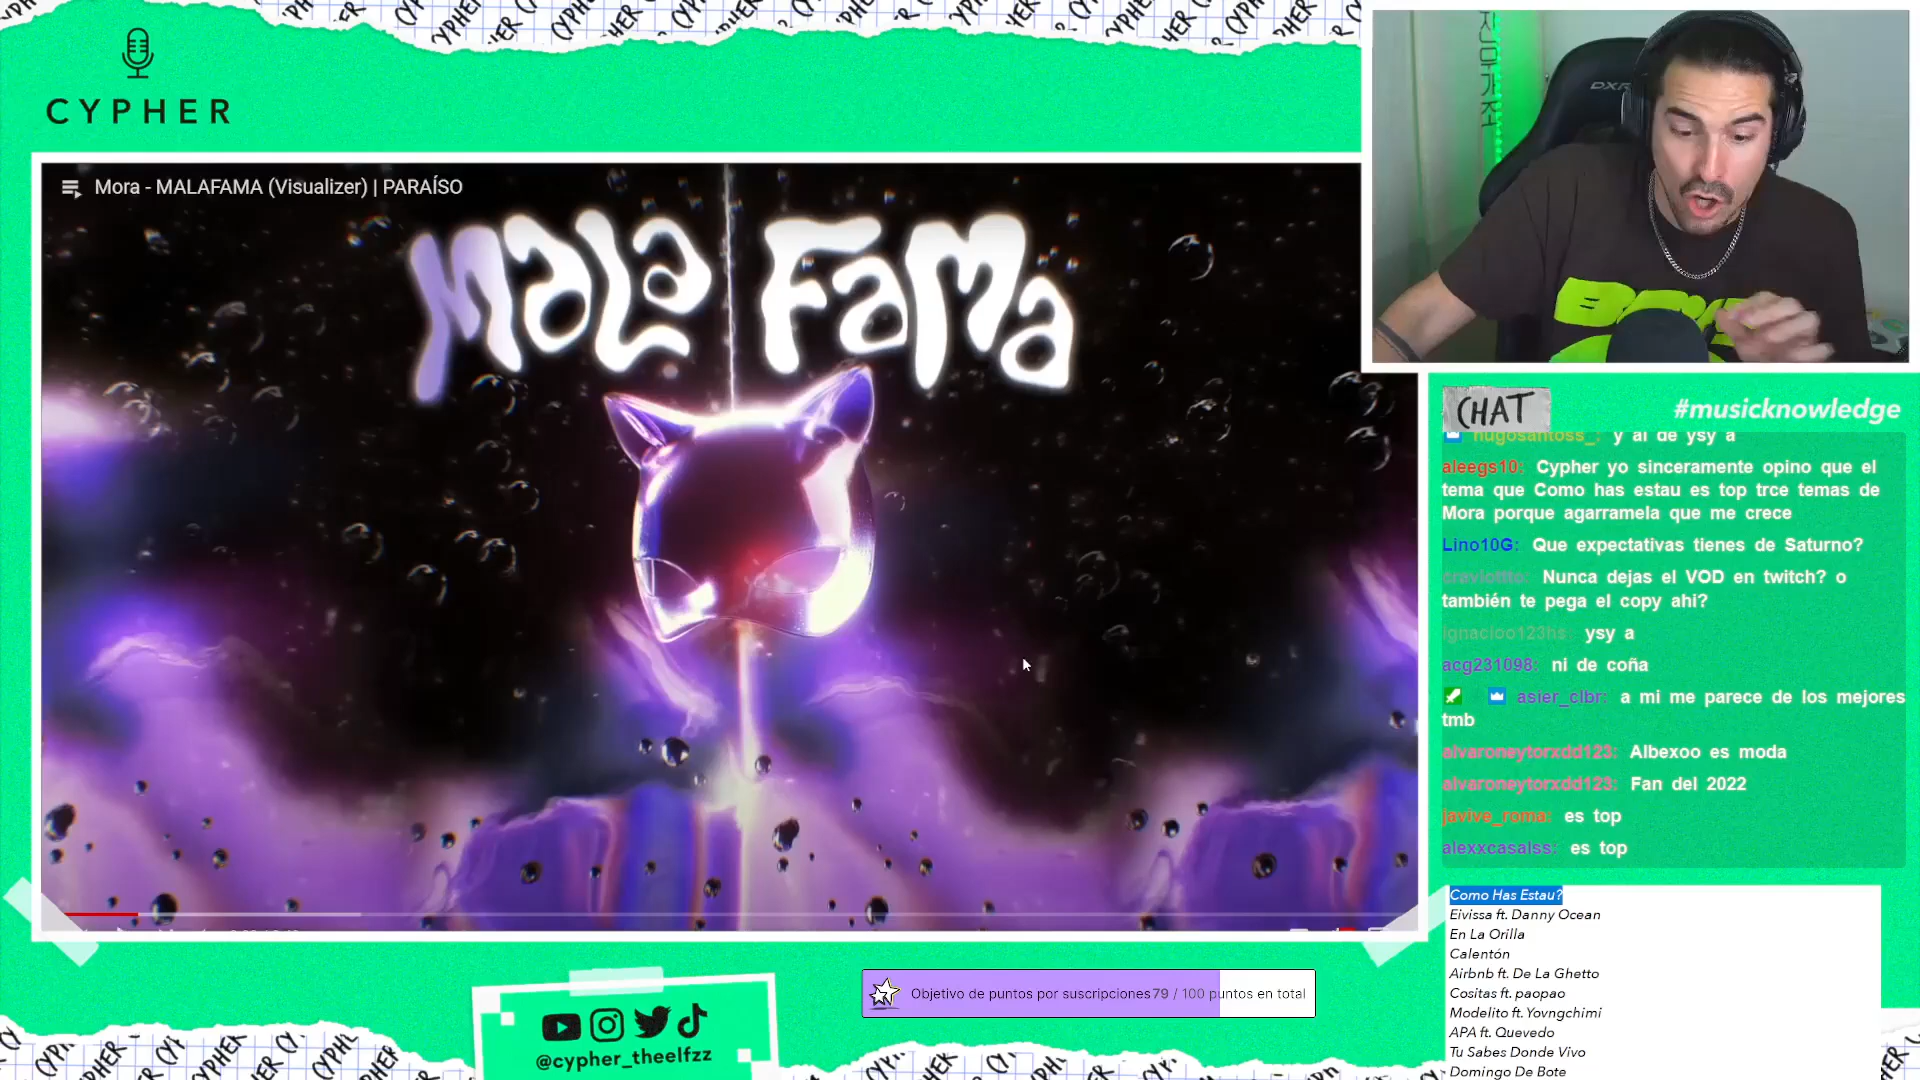 CYPHER
Mora - MALAFAMA (Visualizer) | PARAÍSO
MaLa FaMa
CHAT
#musicknowledge
hugosantoss_: y al de ysy a
aleegs10: Cypher yo sinceramente opino que el
tema que Como has estau es top trce temas de
Mora porque agarramela que me crece
Lino10G: Que expectativas tienes de Saturno?
craviotito: Nunca dejas el VOD en twitch? o
también te pega el copy ahi?
ignacioo123hs: ysy a
acg231098: ni de coña
asier_clbr: a mi me parece de los mejores
tmb
alvaroneytorxdd123: Albexoo es moda
alvaroneytorxdd123: Fan del 2022
javive_roma: es top
alexxcasalss: es top
Como Has Estau?
Eivissa ft. Danny Ocean
En La Orilla
Calentón
Airbnb ft. De La Ghetto
Cositas ft. paopao
Modelito ft. Yovngchimi
APA ft. Quevedo
Tu Sabes Donde Vivo
Domingo De Bote
Objetivo de puntos por suscripciones 79 / 100 puntos en total
@cypher_theelfzz